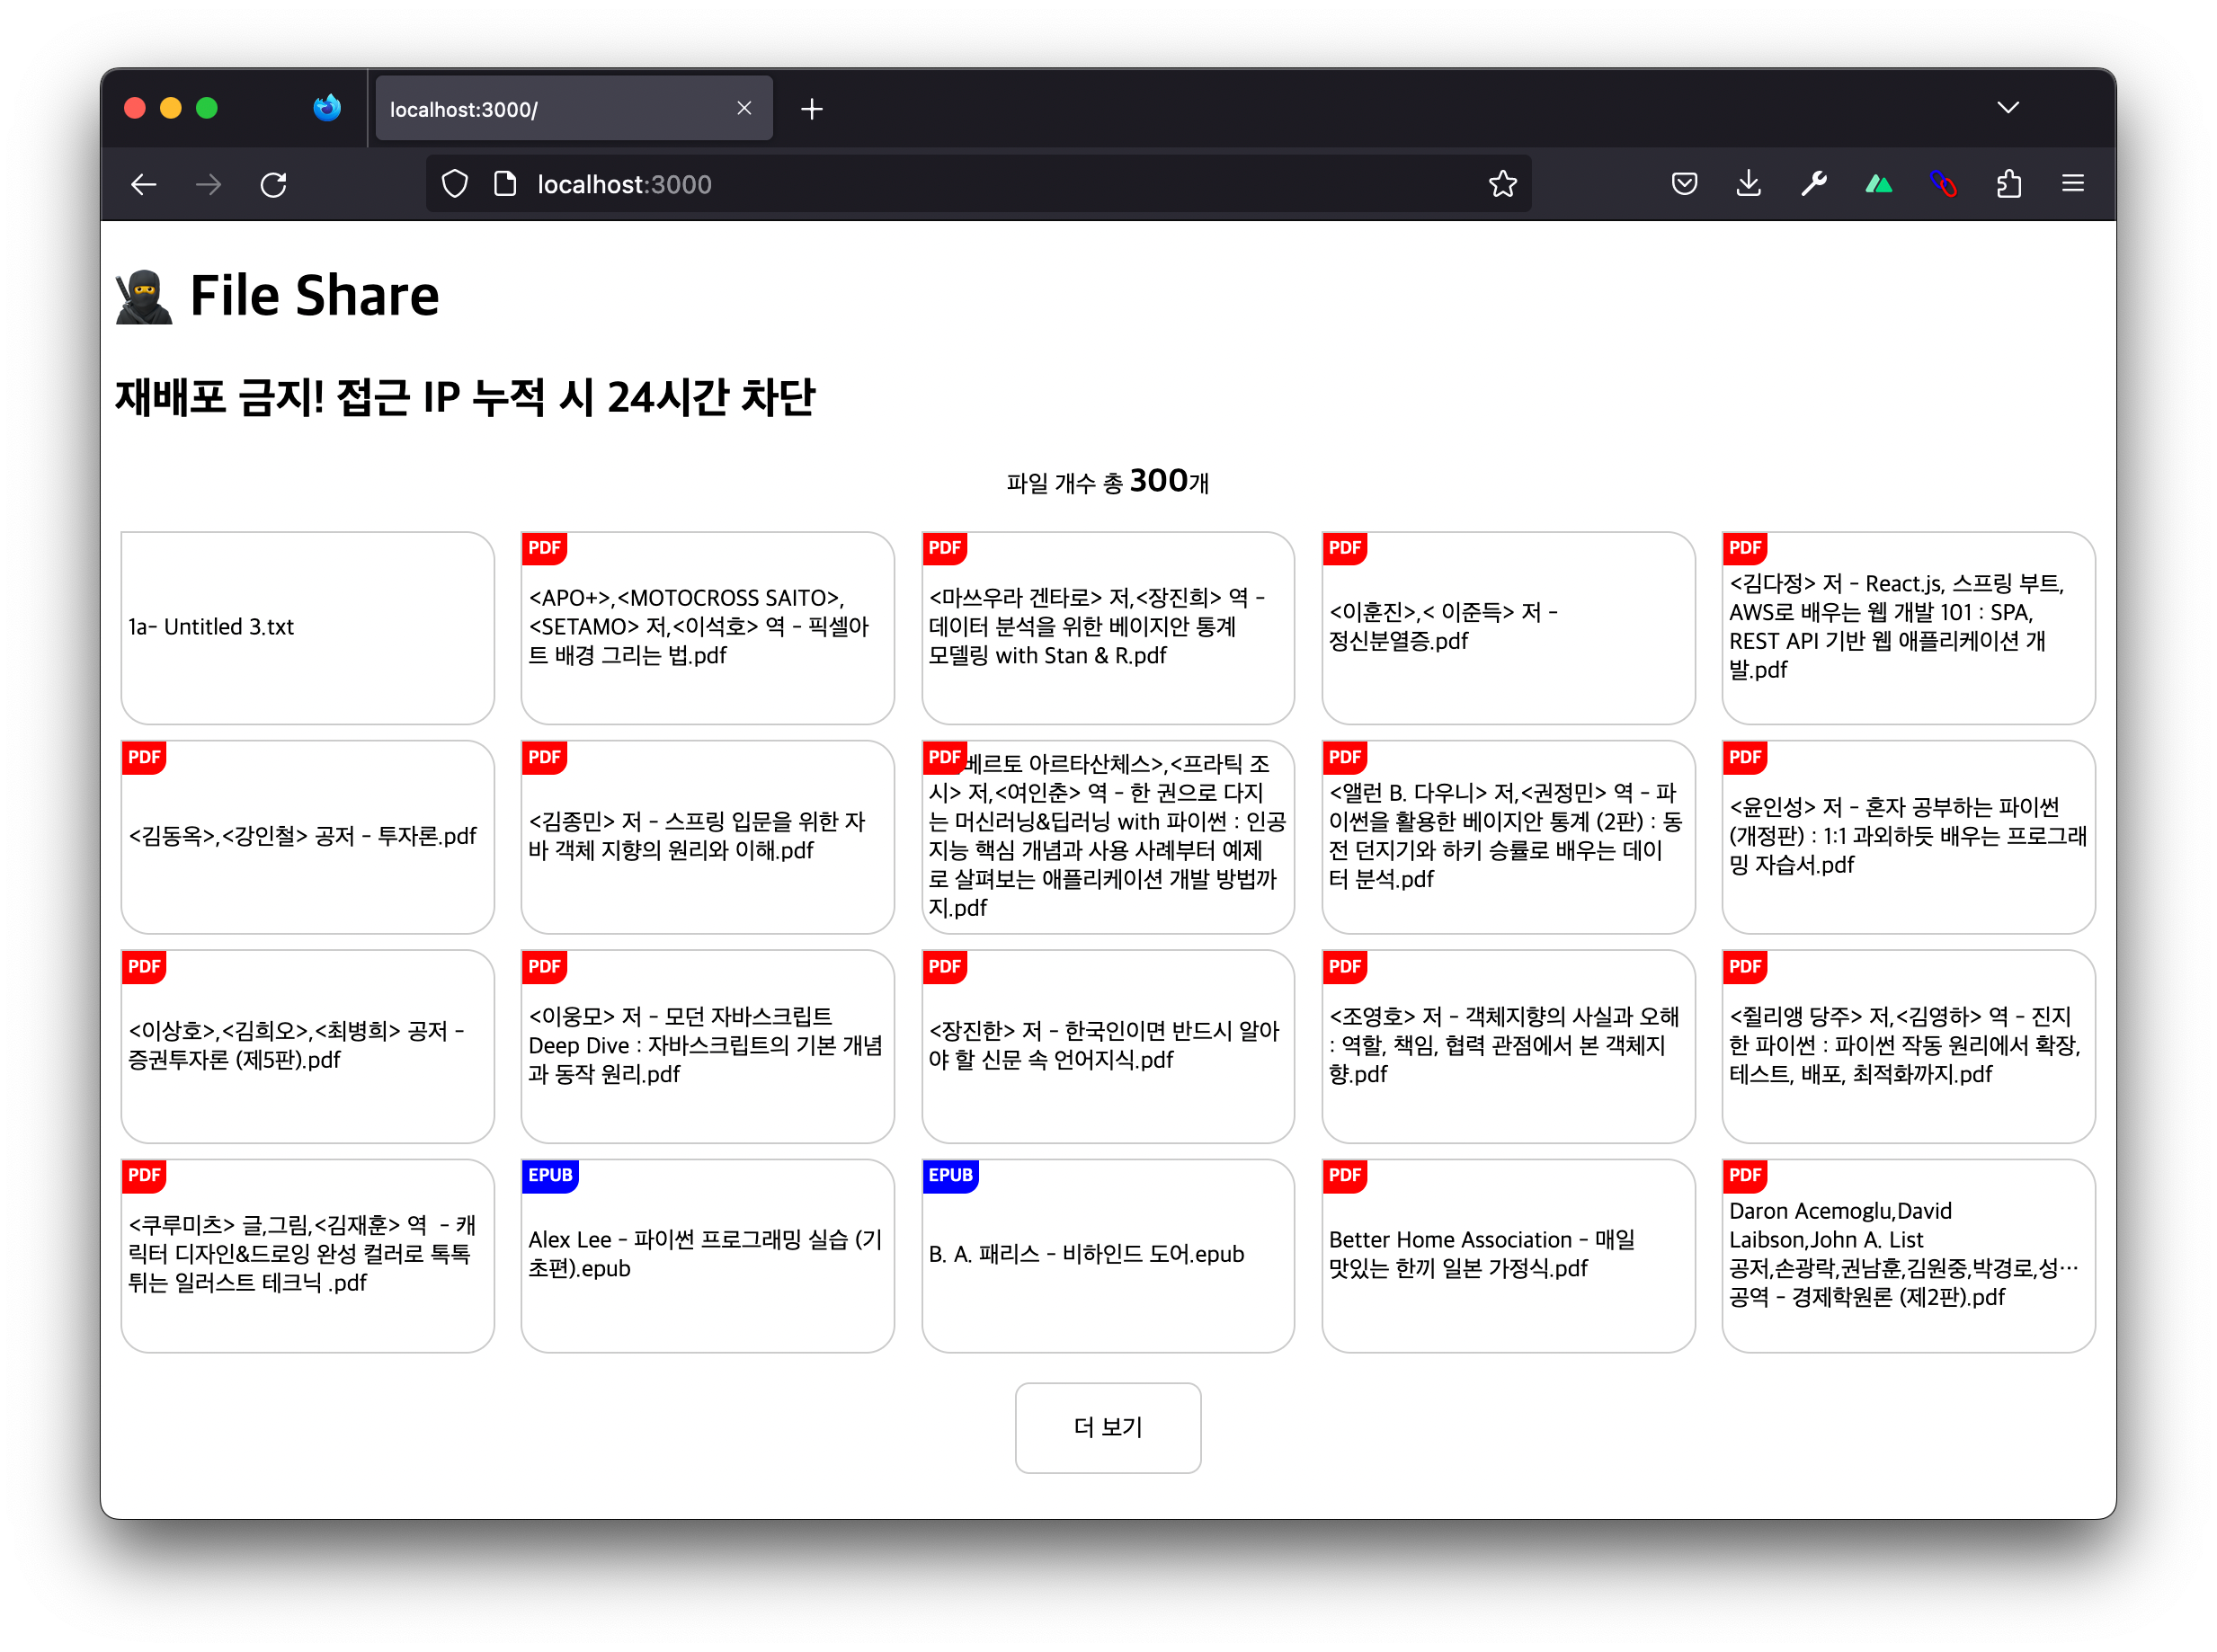 localhost:3000/
localhost:3000
File Share
재배포 금지! 접근 IP 누적 시 24시간 차단
파일 개수 총 300개
1a- Untitled 3.txt
PDF
<APO+>,<MOTOCROSS SAITO>,
<SETAMO> 저,<이석호> 역 - 픽셀아
트 배경 그리는 법.pdf
PDF
<마쓰우라 겐타로> 저,<장진희> 역 -
데이터 분석을 위한 베이지안 통계
모델링 with Stan & R.pdf
PDF
<이훈진>,< 이준득> 저 -
정신분열증.pdf
PDF
<김다정> 저 - React.js, 스프링 부트,
AWS로 배우는 웹 개발 101 : SPA,
REST API 기반 웹 애플리케이션 개
발.pdf
PDF
<김동옥>,<강인철> 공저 - 투자론.pdf
PDF
<김종민> 저 - 스프링 입문을 위한 자
바 객체 지향의 원리와 이해.pdf
PDF
베르토 아르타산체스>,<프라틱 조
시> 저,<여인춘> 역 - 한 권으로 다지
는 머신러닝&딥러닝 with 파이썬 : 인공
지능 핵심 개념과 사용 사례부터 예제
로 살펴보는 애플리케이션 개발 방법까
지.pdf
PDF
<앨런 B. 다우니> 저,<권정민> 역 - 파
이썬을 활용한 베이지안 통계 (2판) : 동
전 던지기와 하키 승률로 배우는 데이
터 분석.pdf
PDF
<윤인성> 저 - 혼자 공부하는 파이썬
(개정판) : 1:1 과외하듯 배우는 프로그래
밍 자습서.pdf
PDF
<이상호>,<김희오>,<최병희> 공저 -
증권투자론 (제5판).pdf
PDF
<이웅모> 저 - 모던 자바스크립트
Deep Dive : 자바스크립트의 기본 개념
과 동작 원리.pdf
PDF
<장진한> 저 - 한국인이면 반드시 알아
야 할 신문 속 언어지식.pdf
PDF
<조영호> 저 - 객체지향의 사실과 오해
: 역할, 책임, 협력 관점에서 본 객체지
향.pdf
PDF
<쥘리앵 당주> 저,<김영하> 역 - 진지
한 파이썬 : 파이썬 작동 원리에서 확장,
테스트, 배포, 최적화까지.pdf
PDF
<쿠루미츠> 글,그림,<김재훈> 역  - 캐
릭터 디자인&드로잉 완성 컬러로 톡톡
튀는 일러스트 테크닉 .pdf
EPUB
Alex Lee - 파이썬 프로그래밍 실습 (기
초편).epub
EPUB
B. A. 패리스 - 비하인드 도어.epub
PDF
Better Home Association - 매일
맛있는 한끼 일본 가정식.pdf
PDF
Daron Acemoglu,David
Laibson,John A. List
공저,손광락,권남훈,김원중,박경로,성…
공역 - 경제학원론 (제2판).pdf
더 보기